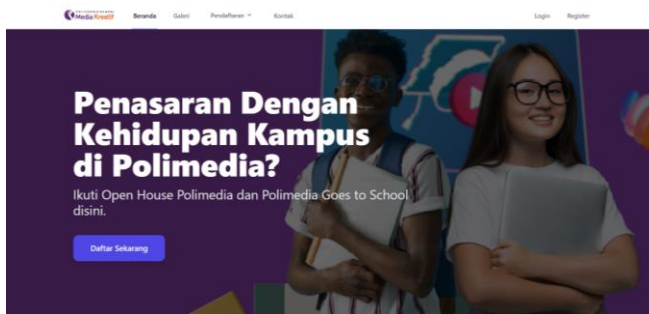 Media Kreatif
Beranda Galeri Pendaftaran Kontak Login Register
Penasaran Dengan
Kehidupan Kampus
di Polimedia?
Ikuti Open House Polimedia dan Polimedia Goes to School
disini.
Daftar Sekarang